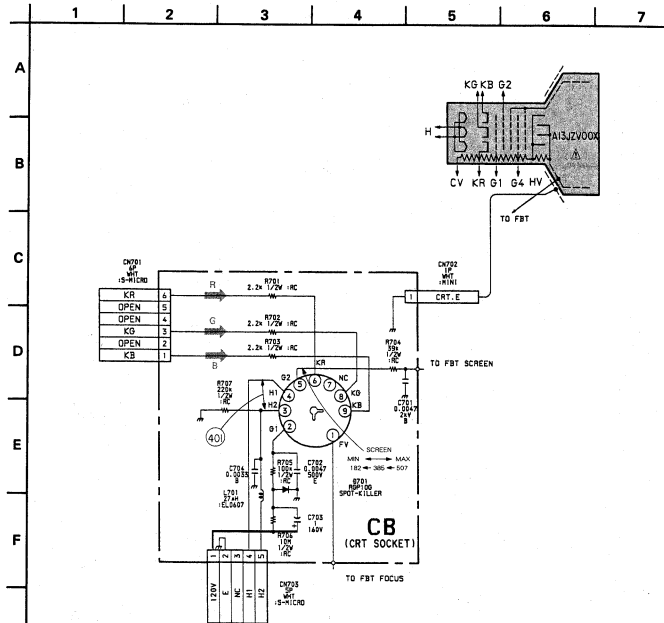 1 2 3 4 5 6 7
A
B
C
D
E
F
KG KB G2
H
A13JZV00X
CV KR G1 G4 HV
TO FBT
CN701
6P
WHT
:S-MICRO
KR 6
OPEN 5
OPEN 4
KG 3
OPEN 2
KB 1
R
G
B
R701
2.2k 1/2W :RC
R702
2.2k 1/2W :RC
R703
2.2k 1/2W :RC
CN702
1P
WHT
:MINI
1 CRT.E
R704
39k
1/2W
:RC
TO FBT SCREEN
C701
0.0047
2kV
B
R707
220k
1/2W
:RC
401
G2
H1
H2
G1
KR
NC
KG
KB
FV
5 6 7
4 8
3 9
2 1
SCREEN
MIN MAX
182 385 507
C704
0.0033
B
L701
27µH
:EL0607
R705
100k
1/2W
:RC
C702
0.0047
500V
E
D701
RGP10G
SPOT-KILLER
C703
1
160V
R706
10M
1/2W
:RC
CB
(CRT SOCKET)
TO FBT FOCUS
1 2 3 4 5
120V E NC H1 H2
CN703
5P
WHT
:S-MICRO